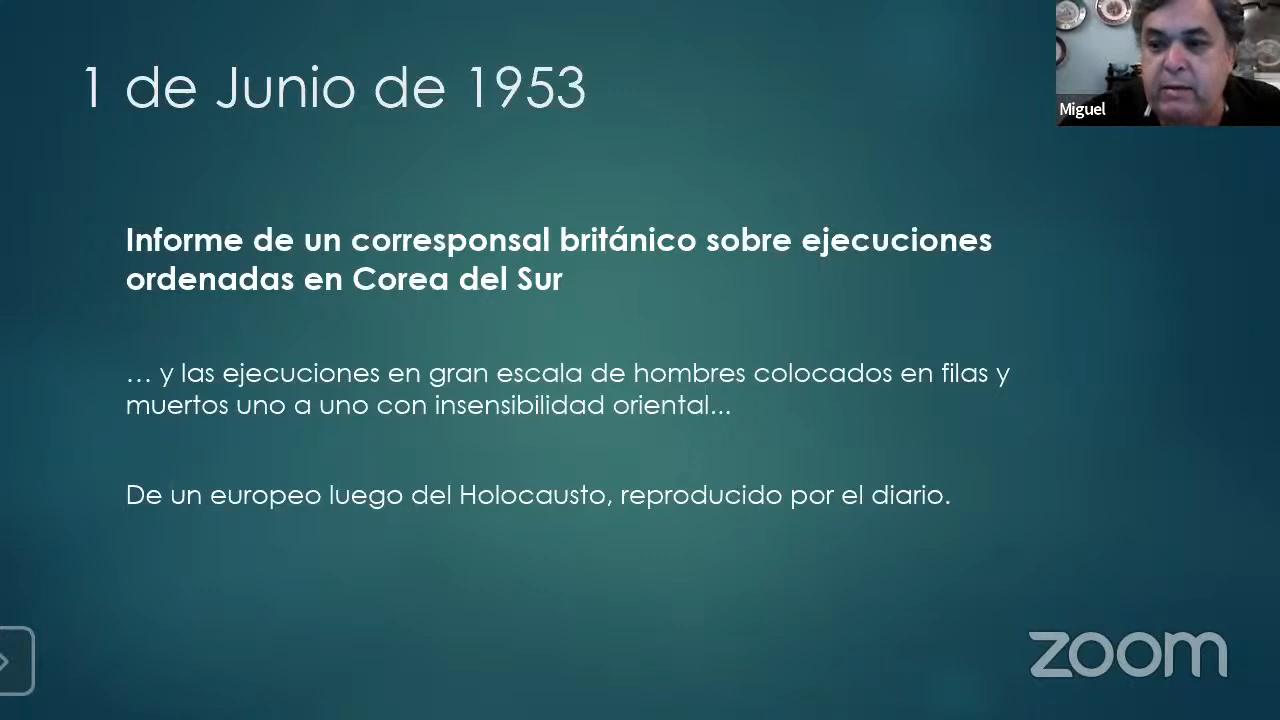 1 de Junio de 1953
Miguel
Informe de un corresponsal británico sobre ejecuciones
ordenadas en Corea del Sur
… y las ejecuciones en gran escala de hombres colocados en filas y
muertos uno a uno con insensibilidad oriental...
De un europeo luego del Holocausto, reproducido por el diario.
zoom